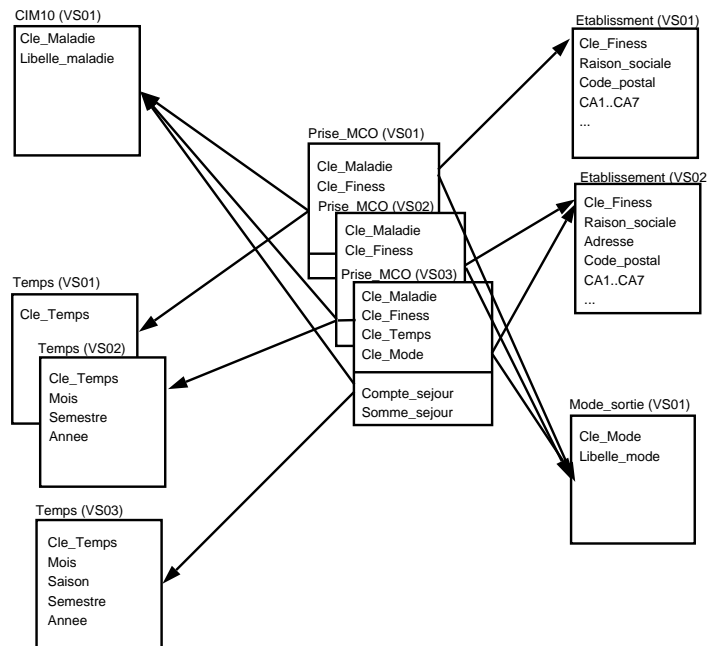 CIM10 (VS01)
Cle_Maladie
Libelle_maladie
Etablissment (VS01)
Cle_Finess
Raison_sociale
Code_postal
CA1..CA7
...
Prise_MCO (VS01)
Cle_Maladie
Cle_Finess
Prise_MCO (VS02)
Cle_Maladie
Cle_Finess
Prise_MCO (VS03)
Cle_Maladie
Cle_Finess
Cle_Temps
Cle_Mode
Compte_sejour
Somme_sejour
Etablissement (VS02
Cle_Finess
Raison_sociale
Adresse
Code_postal
CA1..CA7
...
Temps (VS01)
Cle_Temps
Temps (VS02)
Cle_Temps
Mois
Semestre
Annee
Mode_sortie (VS01)
Cle_Mode
Libelle_mode
Temps (VS03)
Cle_Temps
Mois
Saison
Semestre
Annee